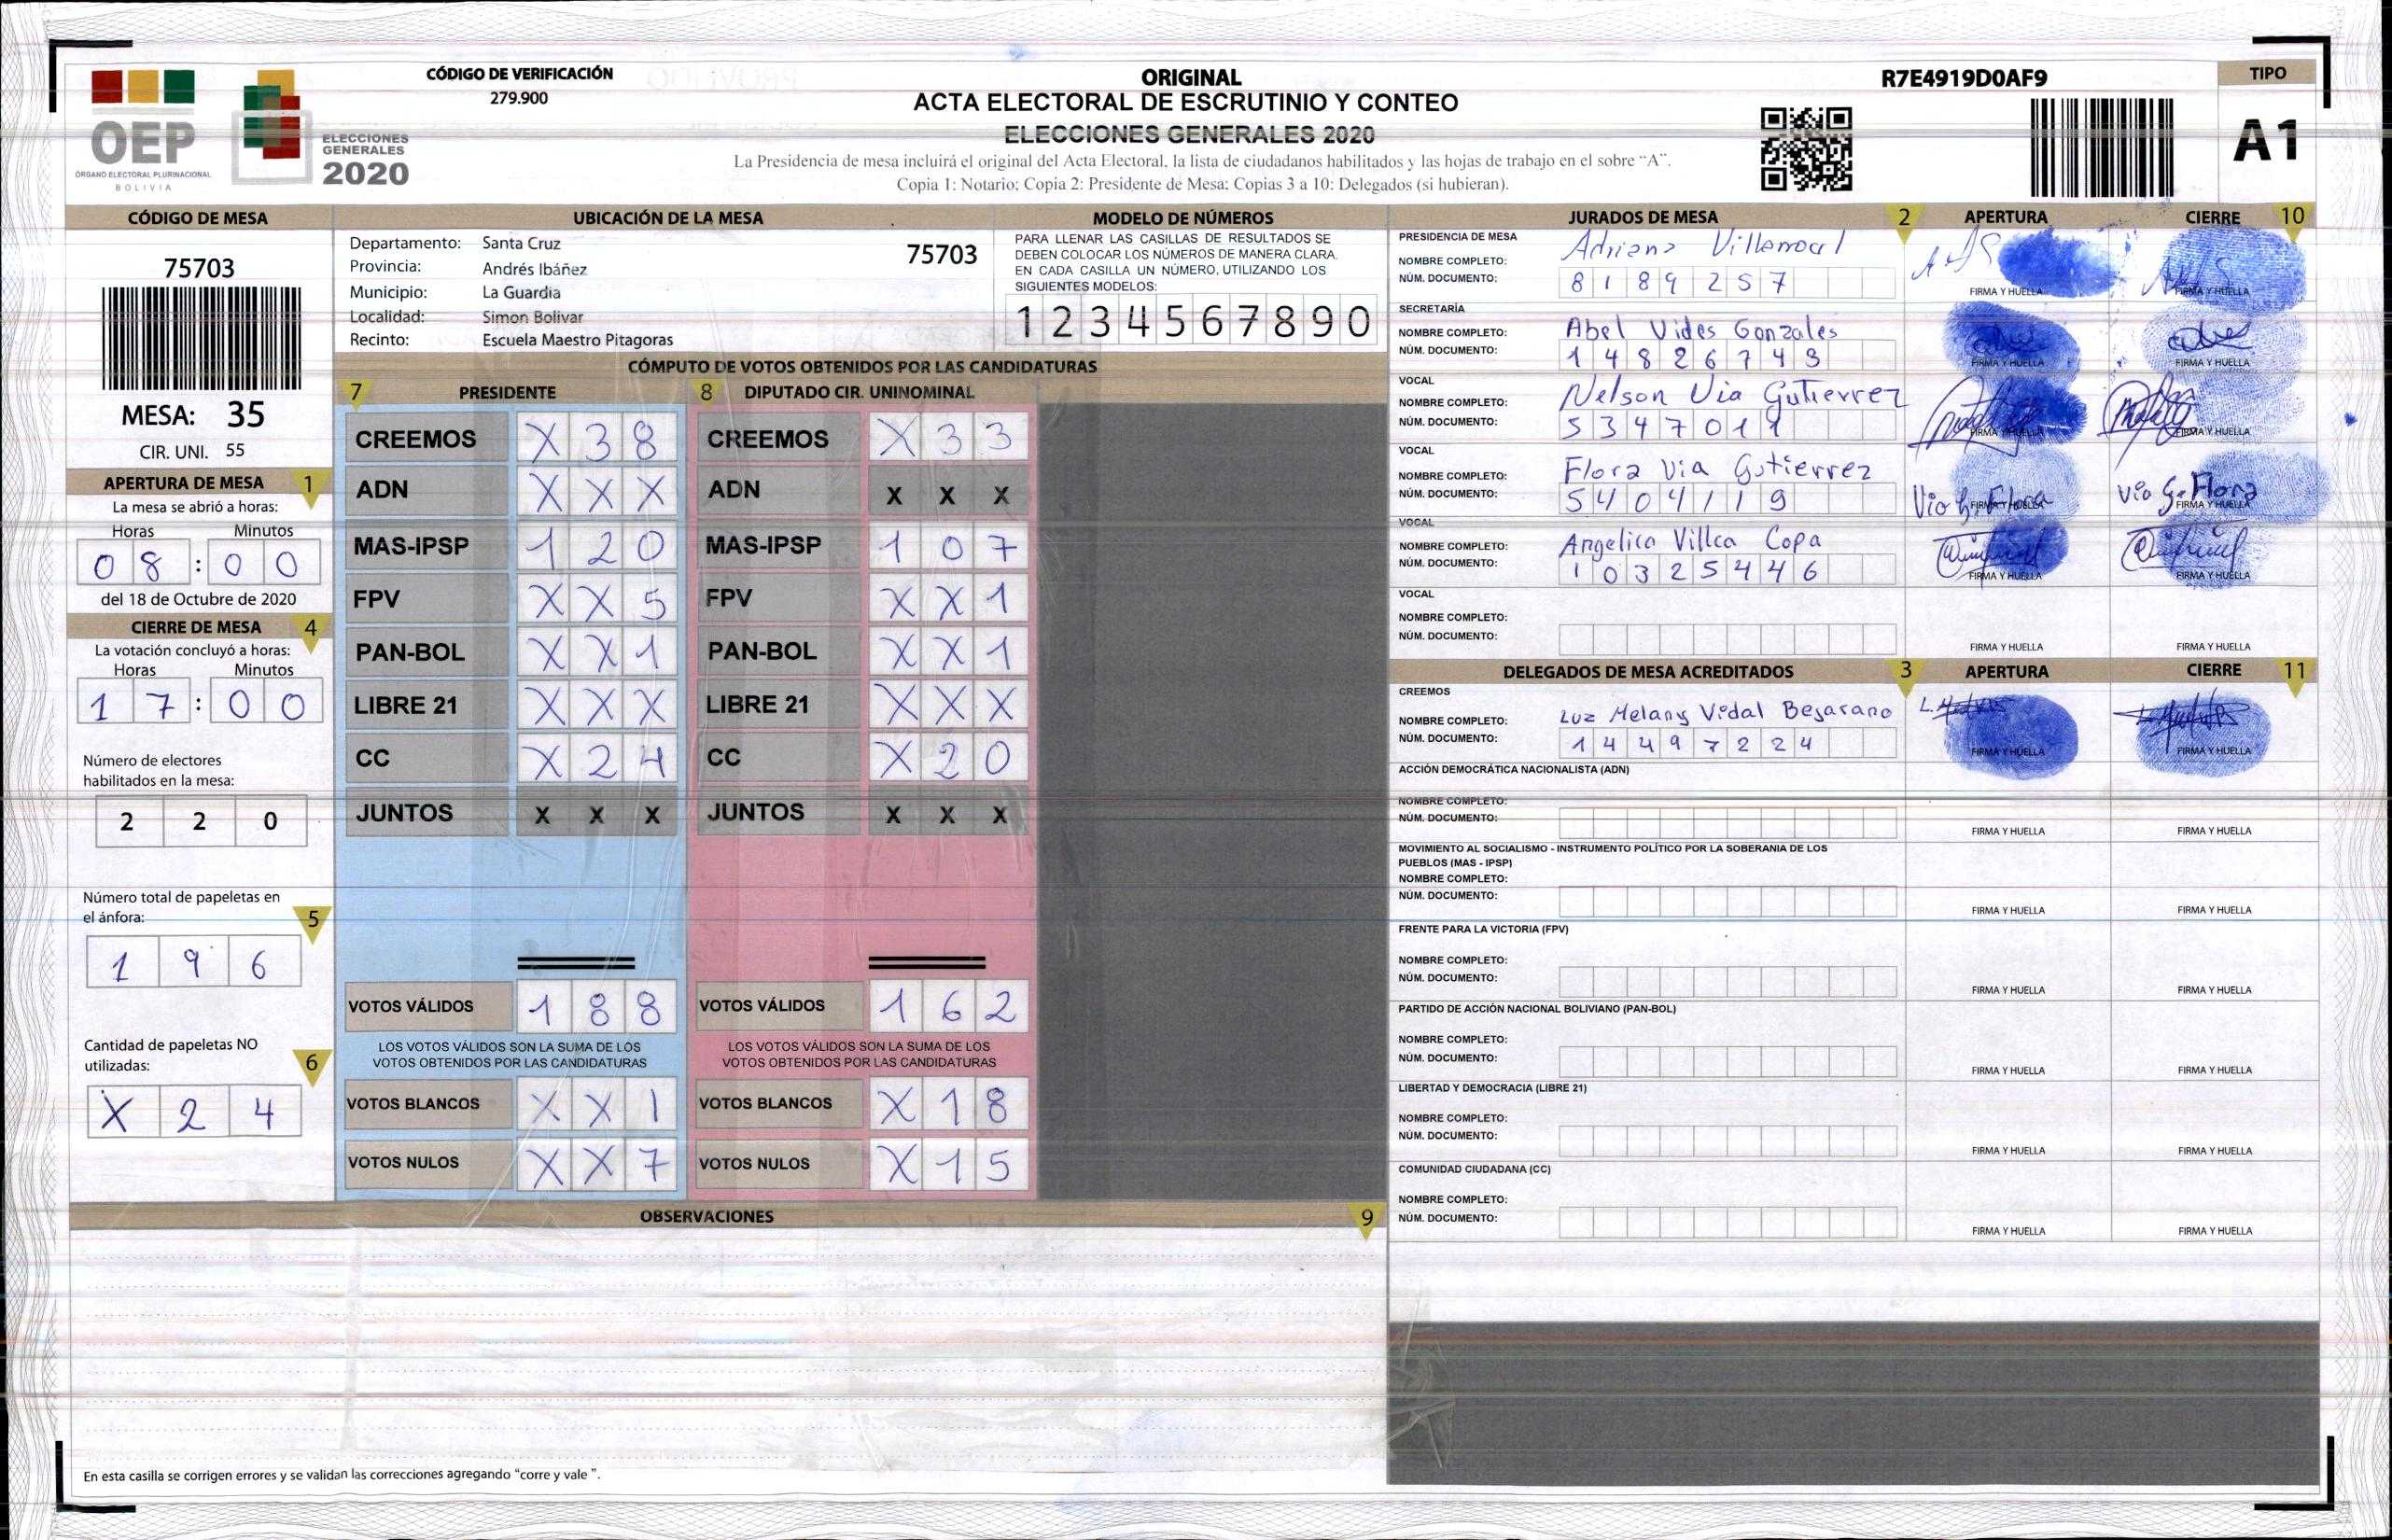 CÓDIGO DE VERIFICACIÓN
279.900
OEP
ÓRGANO ELECTORAL PLURINACIONAL
BOLIVIA
ELECCIONES
GENERALES
2020
ORIGINAL
ACTA ELECTORAL DE ESCRUTINIO Y CONTEO
ELECCIONES GENERALES 2020
La Presidencia de mesa incluirá el original del Acta Electoral, la lista de ciudadanos habilitados y las hojas de trabajo en el sobre “A”.
Copia 1: Notario; Copia 2: Presidente de Mesa; Copias 3 a 10: Delegados (si hubieran).
R7E4919D0AF9
TIPO
A1
CÓDIGO DE MESA
75703
MESA: 35
CIR. UNI. 55
APERTURA DE MESA 1
La mesa se abrió a horas:
Horas Minutos
0 8 : 0 0
del 18 de Octubre de 2020
CIERRE DE MESA 4
La votación concluyó a horas:
Horas Minutos
1 7 : 0 0
Número de electores
habilitados en la mesa:
2 2 0
Número total de papeletas en
el ánfora: 5
1 9 6
Cantidad de papeletas NO
utilizadas: 6
X 2 4
UBICACIÓN DE LA MESA
Departamento: Santa Cruz 75703
Provincia: Andrés Ibáñez
Municipio: La Guardia
Localidad: Simon Bolivar
Recinto: Escuela Maestro Pitagoras
MODELO DE NÚMEROS
PARA LLENAR LAS CASILLAS DE RESULTADOS SE
DEBEN COLOCAR LOS NÚMEROS DE MANERA CLARA.
EN CADA CASILLA UN NÚMERO, UTILIZANDO LOS
SIGUIENTES MODELOS:
1 2 3 4 5 6 7 8 9 0
CÓMPUTO DE VOTOS OBTENIDOS POR LAS CANDIDATURAS
7 PRESIDENTE
CREEMOS X 3 8
ADN X X X
MAS-IPSP 1 2 0
FPV X X 5
PAN-BOL X X 1
LIBRE 21 X X X
CC X 2 4
JUNTOS X X X
VOTOS VÁLIDOS 1 8 8
LOS VOTOS VÁLIDOS SON LA SUMA DE LOS
VOTOS OBTENIDOS POR LAS CANDIDATURAS
VOTOS BLANCOS X X 1
VOTOS NULOS X X 7
8 DIPUTADO CIR. UNINOMINAL
CREEMOS X 3 3
ADN X X X
MAS-IPSP 1 0 7
FPV X X 1
PAN-BOL X X 1
LIBRE 21 X X X
CC X 2 0
JUNTOS X X X
VOTOS VÁLIDOS 1 6 2
LOS VOTOS VÁLIDOS SON LA SUMA DE LOS
VOTOS OBTENIDOS POR LAS CANDIDATURAS
VOTOS BLANCOS X 1 8
VOTOS NULOS X 1 5
OBSERVACIONES 9
En esta casilla se corrigen errores y se validan las correcciones agregando “corre y vale ”.
JURADOS DE MESA 2 APERTURA CIERRE 10
PRESIDENCIA DE MESA
NOMBRE COMPLETO: Adriana Villarroel
NÚM. DOCUMENTO: 8 1 8 9 2 5 7
FIRMA Y HUELLA FIRMA Y HUELLA
SECRETARÍA
NOMBRE COMPLETO: Abel Vides Gonzales
NÚM. DOCUMENTO: 1 4 8 2 6 7 4 3
FIRMA Y HUELLA FIRMA Y HUELLA
VOCAL
NOMBRE COMPLETO: Nelson Via Gutierrez
NÚM. DOCUMENTO: 5 3 4 7 0 1 1
FIRMA Y HUELLA FIRMA Y HUELLA
VOCAL
NOMBRE COMPLETO: Flora Via Gutierrez
NÚM. DOCUMENTO: 5 4 0 4 1 1 9
Via G. Flora Via G. Flora
FIRMA Y HUELLA FIRMA Y HUELLA
VOCAL
NOMBRE COMPLETO: Angelica Villca Copa
NÚM. DOCUMENTO: 1 0 3 2 5 4 4 6
FIRMA Y HUELLA FIRMA Y HUELLA
VOCAL
NOMBRE COMPLETO:
NÚM. DOCUMENTO:
FIRMA Y HUELLA FIRMA Y HUELLA
DELEGADOS DE MESA ACREDITADOS 3 APERTURA CIERRE 11
CREEMOS
NOMBRE COMPLETO: Luz Melany Vidal Bejarano
NÚM. DOCUMENTO: 1 4 4 9 7 2 2 4
FIRMA Y HUELLA FIRMA Y HUELLA
ACCIÓN DEMOCRÁTICA NACIONALISTA (ADN)
NOMBRE COMPLETO:
NÚM. DOCUMENTO:
FIRMA Y HUELLA FIRMA Y HUELLA
MOVIMIENTO AL SOCIALISMO - INSTRUMENTO POLÍTICO POR LA SOBERANIA DE LOS
PUEBLOS (MAS - IPSP)
NOMBRE COMPLETO:
NÚM. DOCUMENTO:
FIRMA Y HUELLA FIRMA Y HUELLA
FRENTE PARA LA VICTORIA (FPV)
NOMBRE COMPLETO:
NÚM. DOCUMENTO:
FIRMA Y HUELLA FIRMA Y HUELLA
PARTIDO DE ACCIÓN NACIONAL BOLIVIANO (PAN-BOL)
NOMBRE COMPLETO:
NÚM. DOCUMENTO:
FIRMA Y HUELLA FIRMA Y HUELLA
LIBERTAD Y DEMOCRACIA (LIBRE 21)
NOMBRE COMPLETO:
NÚM. DOCUMENTO:
FIRMA Y HUELLA FIRMA Y HUELLA
COMUNIDAD CIUDADANA (CC)
NOMBRE COMPLETO:
NÚM. DOCUMENTO:
FIRMA Y HUELLA FIRMA Y HUELLA